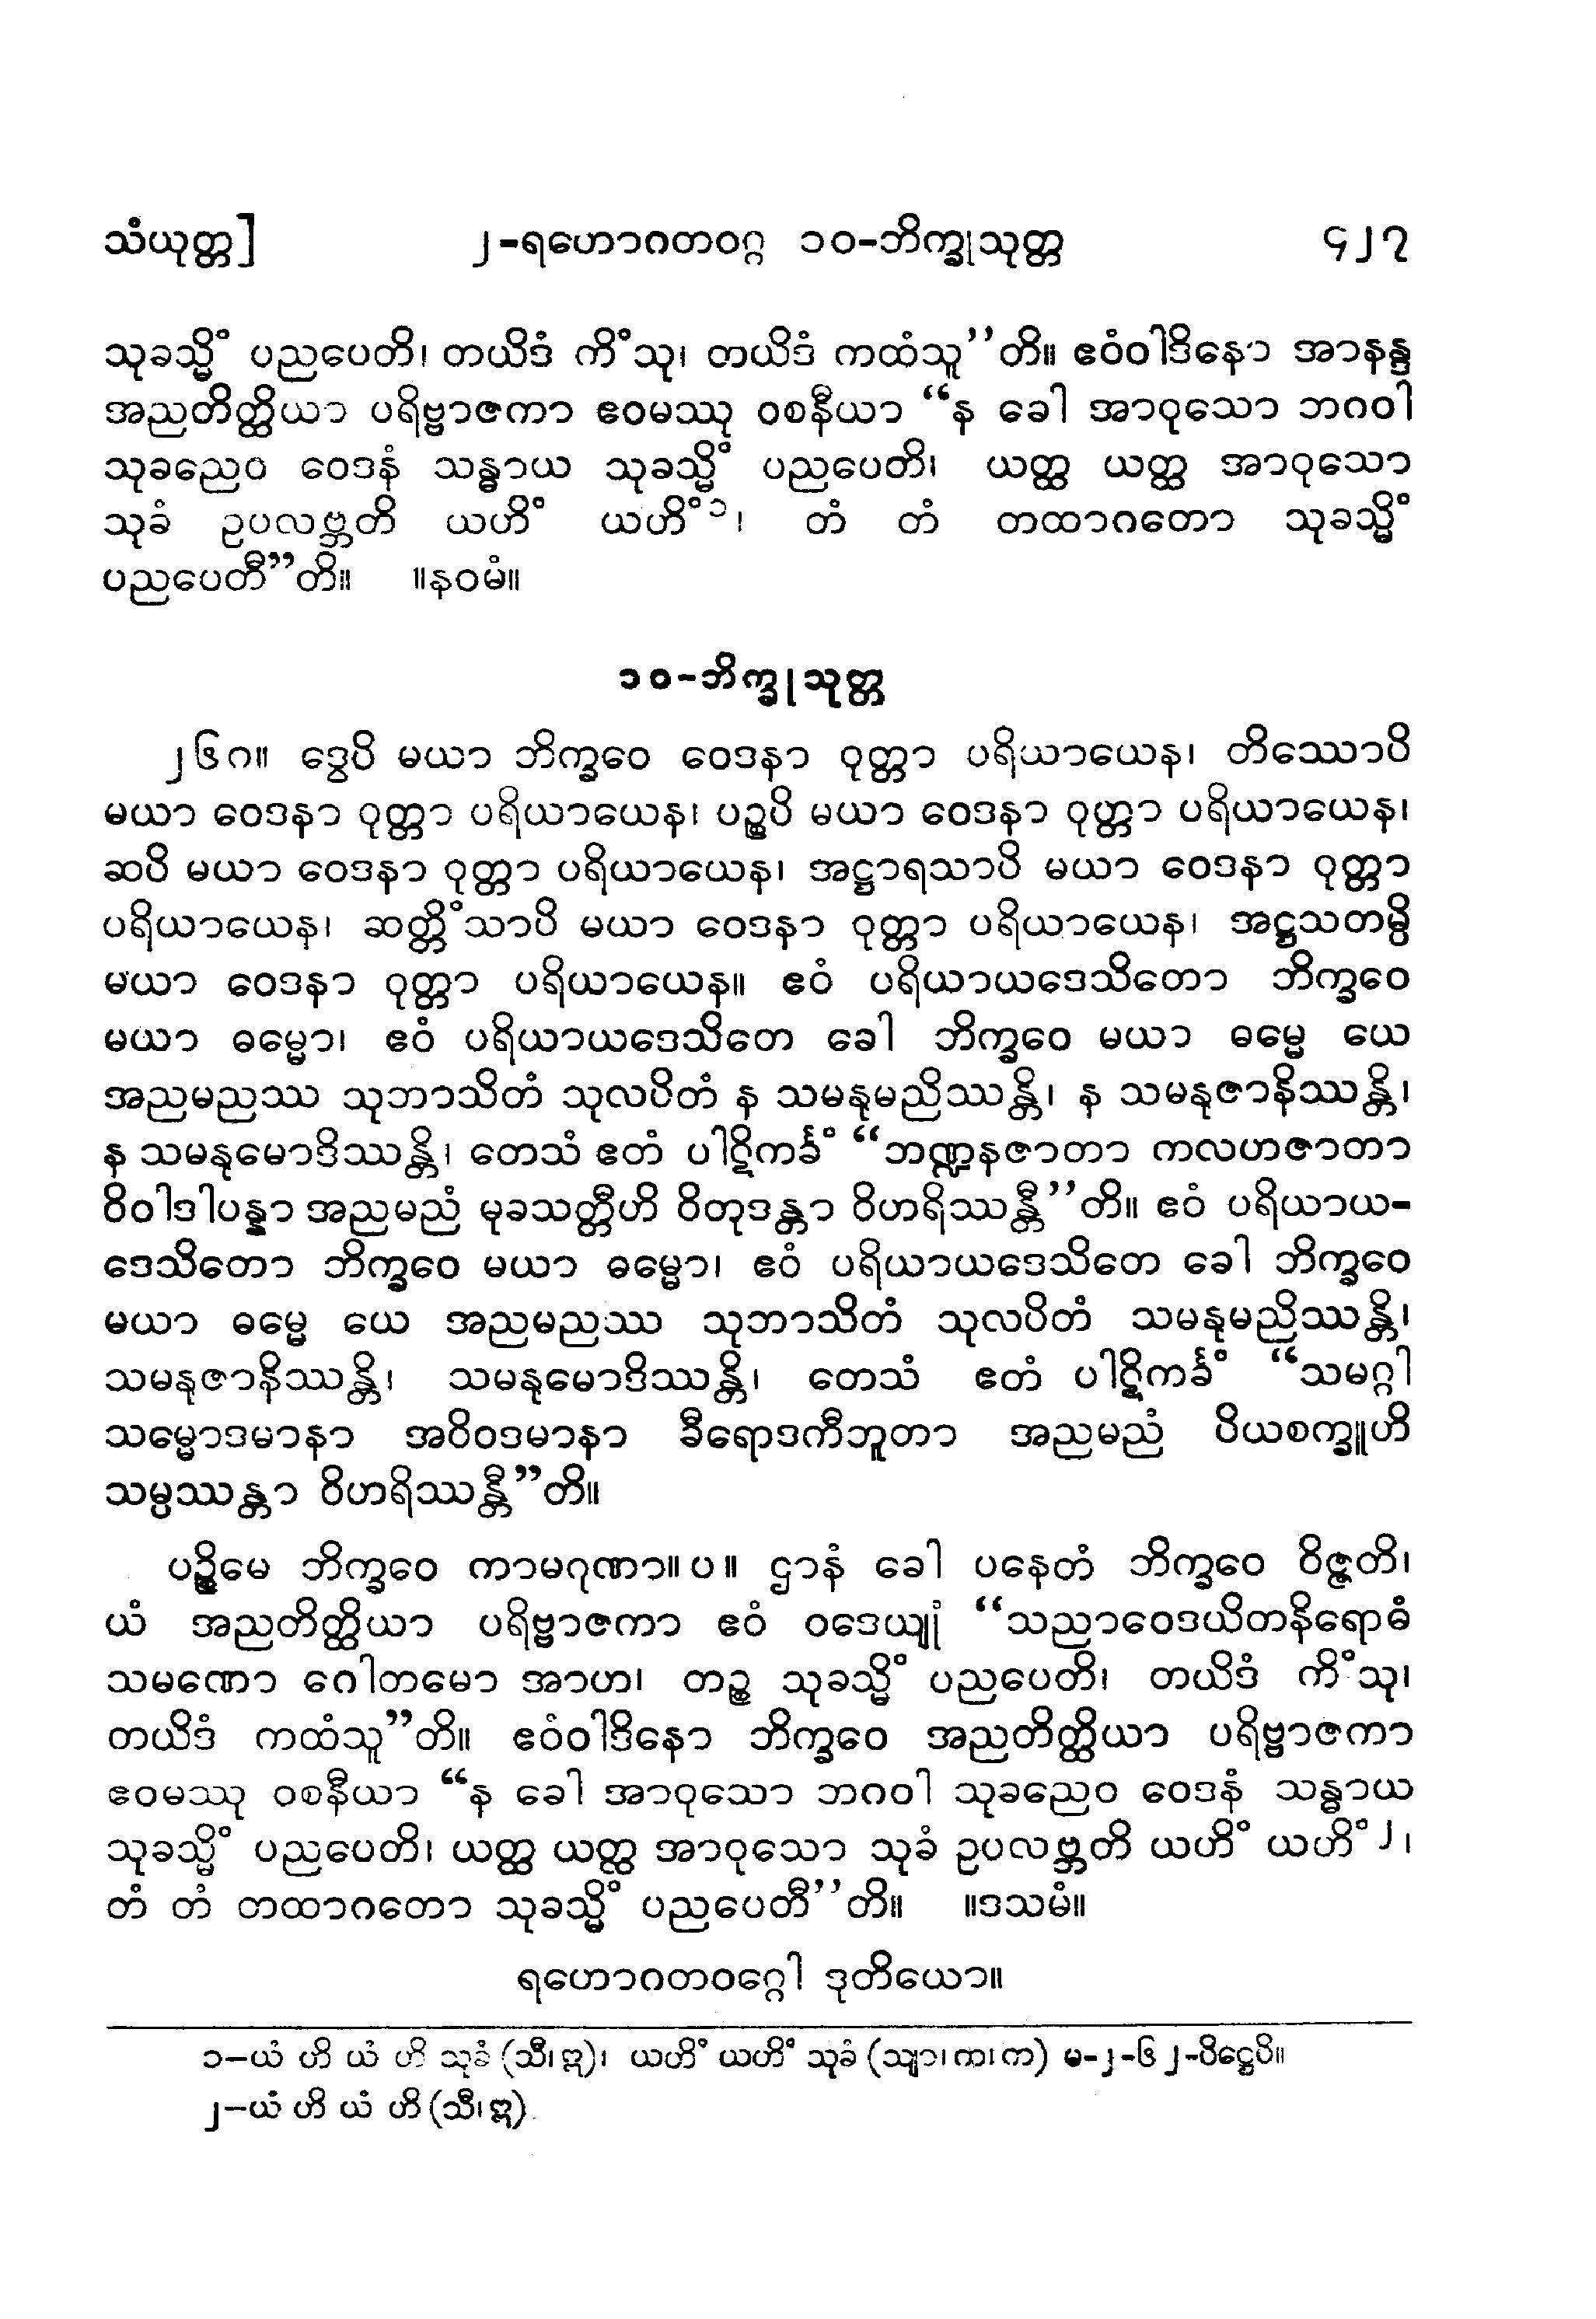 သံယုတ္တ] ၂-ရဟောဂတဝဂ္ဂ ၁၀-ဘိက္ခုသုတ္တ ၄၂၇
သုခသ္မိံ ပညပေတိ၊ တယိဒံ ကိံသု၊ တယိဒံ ကထံသူ’’တိ။ ဧဝံဝါဒိနော အာနန္ဒ
အညတိတ္ထိယာ ပရိဗ္ဗာဇကာ ဧဝမဿု ဝစနီယာ “န ခေါ အာဝုသော ဘဂဝါ
သုခညေဝ ဝေဒနံ သန္ဓာယ သုခသ္မိံ ပညပေတိ၊ ယတ္ထ ယတ္ထ အာဝုသော
သုခံ ဥပလဗ္ဘတိ ယဟိံ ယဟိံ၁၊ တံ တံ တထာဂတော သုခသ္မိံ
ပညပေတီ”တိ။ ။နဝမံ။
၁၀-ဘိက္ခုသုတ္တ
၂၆ဂ။ ဒွေပိ မယာ ဘိက္ခဝေ ဝေဒနာ ဝုတ္တာ ပရိယာယေန၊ တိဿောပိ
မယာ ဝေဒနာ ဝုတ္တာ ပရိယာယေန၊ ပဉ္စပိ မယာ ဝေဒနာ ဝုတ္တာ ပရိယာယေန၊
ဆပိ မယာ ဝေဒနာ ဝုတ္တာ ပရိယာယေန၊ အဋ္ဌာရသာပိ မယာ ဝေဒနာ ဝုတ္တာ
ပရိယာယေန၊ ဆတ္တိံသာပိ မယာ ဝေဒနာ ဝုတ္တာ ပရိယာယေန၊ အဋ္ဌသတမ္ပိ
မယာ ဝေဒနာ ဝုတ္တာ ပရိယာယေန။ ဧဝံ ပရိယာယဒေသိတော ဘိက္ခဝေ
မယာ ဓမ္မော၊ ဧဝံ ပရိယာယဒေသိတေ ခေါ ဘိက္ခဝေ မယာ ဓမ္မေ ယေ
အညမညဿ သုဘာသိတံ သုလပိတံ န သမနုမညိဿန္တိ၊ န သမနုဇာနိဿန္တိ၊
န သမနုမောဒိဿန္တိ၊ တေသံ ဧတံ ပါဋိကင်္ခံ “ဘဏ္ဍနဇာတာ ကလဟဇာတာ
ဝိဝါဒါပန္နာ အညမညံ မုခသတ္တီဟိ ဝိတုဒန္တာ ဝိဟရိဿန္တီ’’တိ။ ဧဝံ ပရိယာယ-
ဒေသိတော ဘိက္ခဝေ မယာ ဓမ္မော၊ ဧဝံ ပရိယာယဒေသိတေ ခေါ ဘိက္ခဝေ
မယာ ဓမ္မေ ယေ အညမညဿ သုဘာသိတံ သုလပိတံ သမနုမညိဿန္တိ၊
သမနုဇာနိဿန္တိ၊ သမနုမောဒိဿန္တိ၊ တေသံ ဧတံ ပါဋိကင်္ခံ “သမဂ္ဂါ
သမ္မောဒမာနာ အဝိဝဒမာနာ ခီရောဒကီဘူတာ အညမညံ ပိယစက္ခူဟိ
သမ္ပဿန္တာ ဝိဟရိဿန္တီ”တိ။
ပဉ္စိမေ ဘိက္ခဝေ ကာမဂုဏာ။ပ။ ဌာနံ ခေါ ပနေတံ ဘိက္ခဝေ ဝိဇ္ဇတိ၊
ယံ အညတိတ္ထိယာ ပရိဗ္ဗာဇကာ ဧဝံ ဝဒေယျုံ “သညာဝေဒယိတနိရောဓံ
သမဏော ဂေါတမော အာဟ၊ တဉ္စ သုခသ္မိံ ပညပေတိ၊ တယိဒံ ကိံသု၊
တယိဒံ ကထံသူ”တိ။ ဧဝံဝါဒိနော ဘိက္ခဝေ အညတိတ္ထိယာ ပရိဗ္ဗာဇကာ
ဧဝမဿု ဝစနီယာ “န ခေါ အာဝုသော ဘဂဝါ သုခညေဝ ဝေဒနံ သန္ဓာယ
သုခသ္မိံ ပညပေတိ၊ ယတ္ထ ယတ္ထ အာဝုသော သုခံ ဥပလဗ္ဘတိ ယဟိံ ယဟိံ၂၊
တံ တံ တထာဂတော သုခသ္မိံ ပညပေတီ’’တိ။ ။ဒသမံ။
ရဟောဂတဝဂ္ဂေါ ဒုတိယော။
၁–ယံ ဟိ ယံ ဟိ သုခံ (သီ၊ဣ)၊ ယဟိံ ယဟိံ သုခံ (သျာ၊ကံ၊က) မ-၂-၆၂-ပိဋ္ဌေပိ။
၂–ယံ ဟိ ယံ ဟိ (သီ၊ဣ)